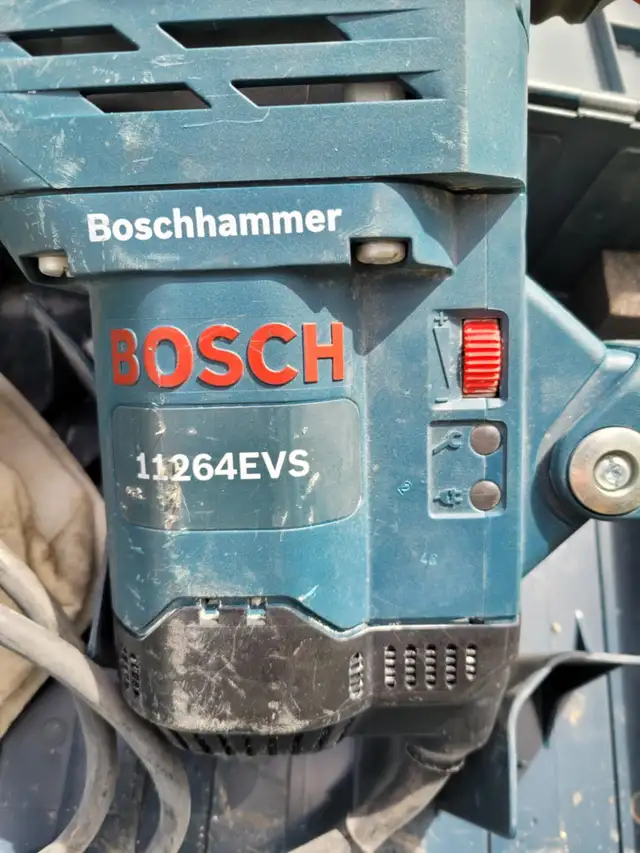 Boschhammer
+
BOSCH
-
11264EVS